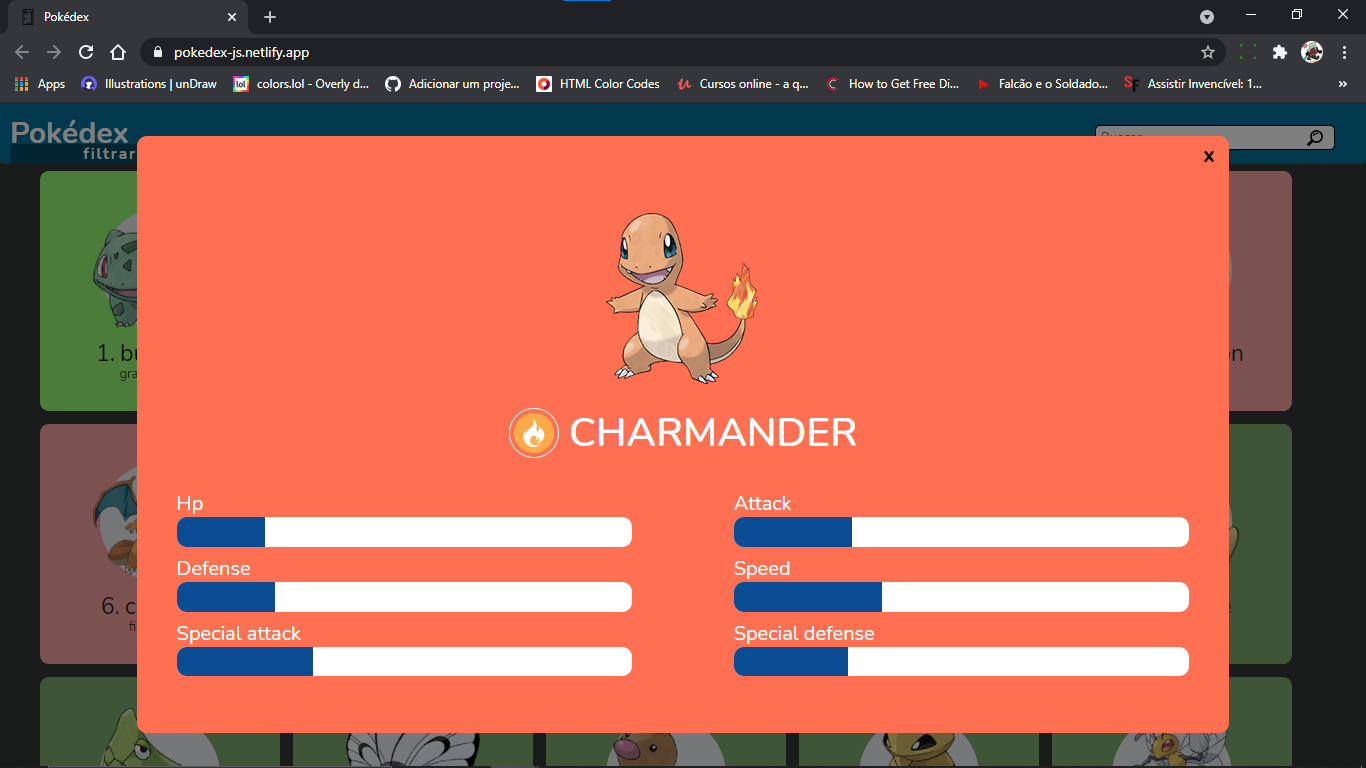 Pokédex
pokedex-js.netlify.app
Apps
Illustrations | unDraw
lol
colors.lol - Overly d...
Adicionar um proje...
HTML Color Codes
Cursos online - a q...
How to Get Free Di...
SF
Falcão e o Soldado...
Assistir Invencível: 1...
»
Pokédex
filtrar
Buscar
x
1. bu
gra
on
CHARMANDER
Hp
Attack
Defense
Speed
6. c
fi
e
Special attack
Special defense